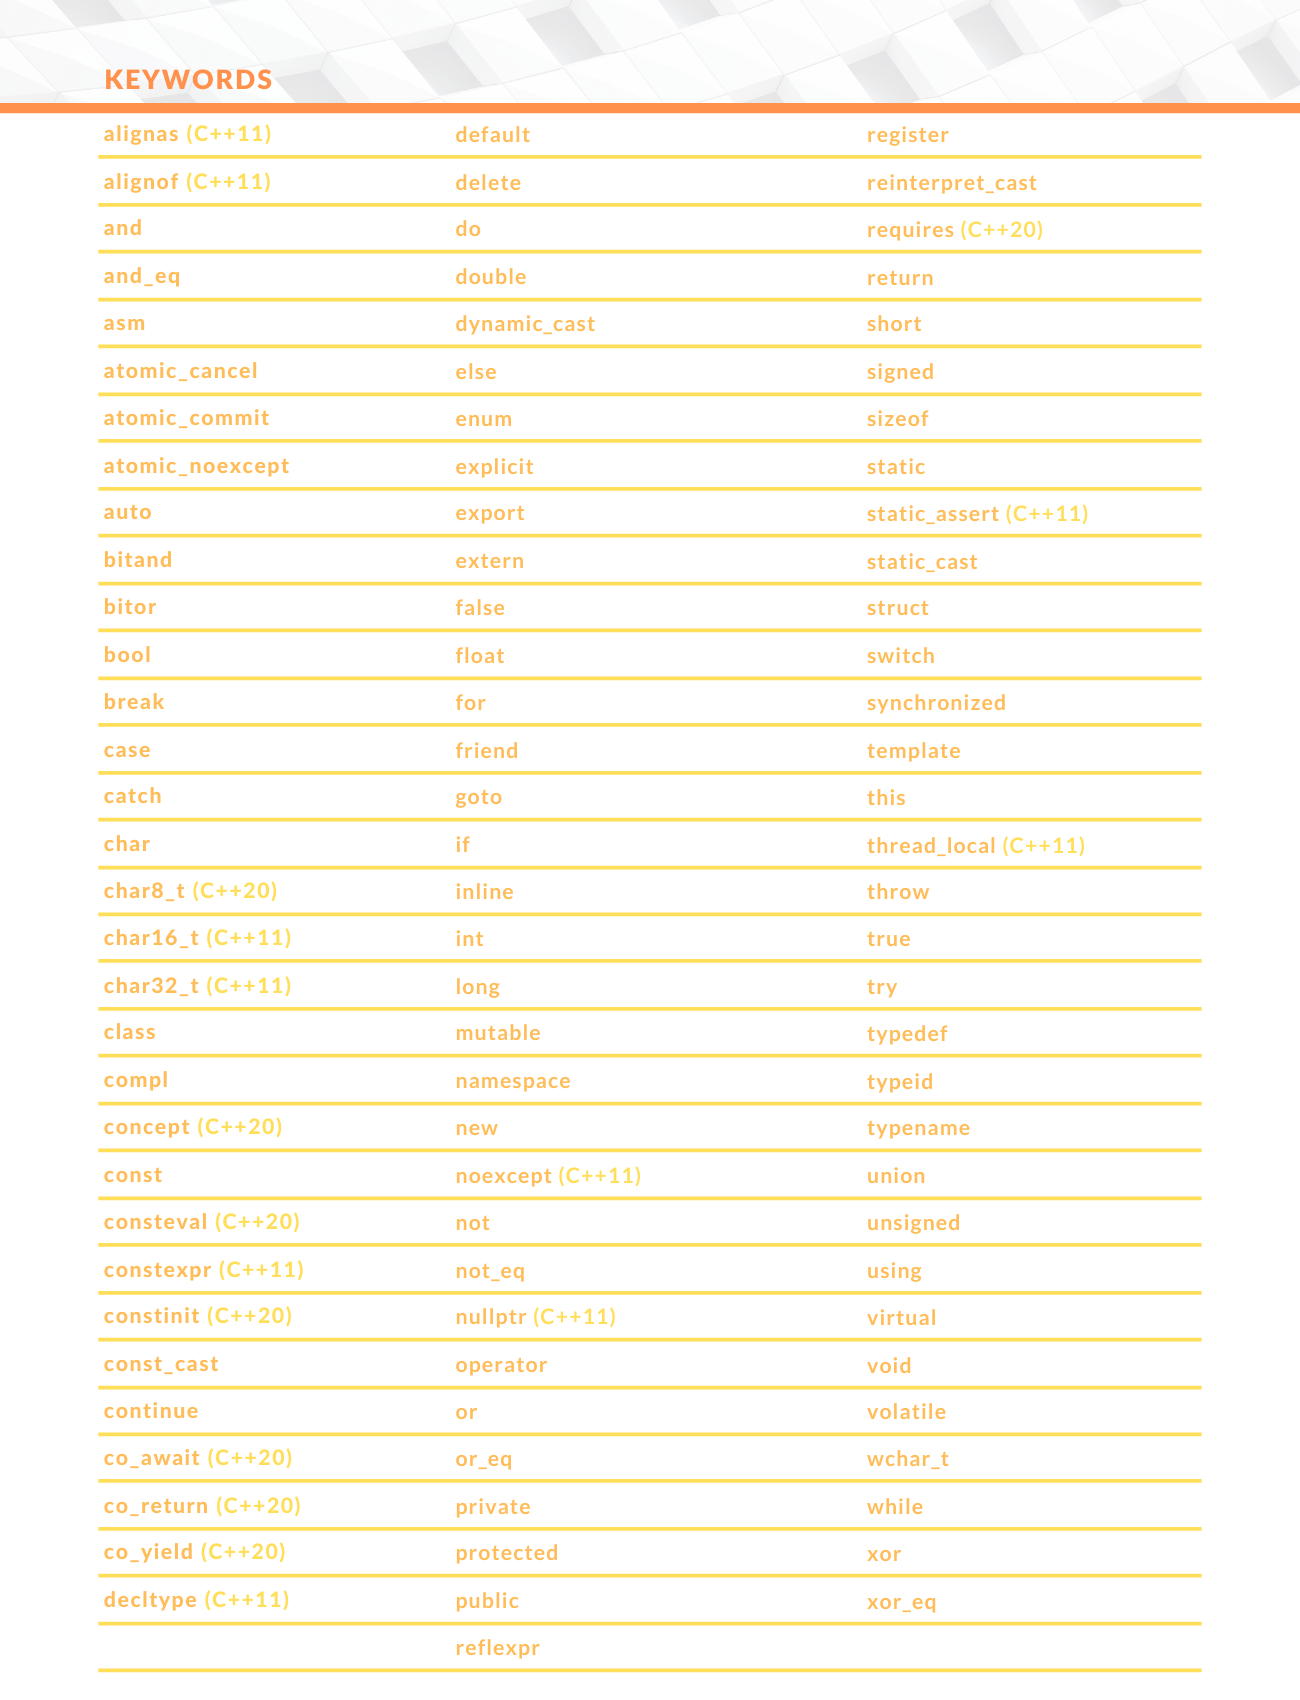 KEYWORDS
alignas (C++11)
alignof (C++11)
and
and_eq
asm
atomic_cancel
atomic_commit
atomic_noexcept
auto
bitand
bitor
bool
break
case
catch
char
char8_t (C++20)
char16_t (C++11)
char32_t (C++11)
class
compl
concept (C++20)
const
consteval (C++20)
constexpr (C++11)
constinit (C++20)
const_cast
continue
co_await (C++20)
co_return (C++20)
co_yield (C++20)
decltype (C++11)
default
delete
do
double
dynamic_cast
else
enum
explicit
export
extern
false
float
for
friend
goto
if
inline
int
long
mutable
namespace
new
noexcept (C++11)
not
not_eq
nullptr (C++11)
operator
or
or_eq
private
protected
public
reflexpr
register
reinterpret_cast
requires (C++20)
return
short
signed
sizeof
static
static_assert (C++11)
static_cast
struct
switch
synchronized
template
this
thread_local (C++11)
throw
true
try
typedef
typeid
typename
union
unsigned
using
virtual
void
volatile
wchar_t
while
xor
xor_eq